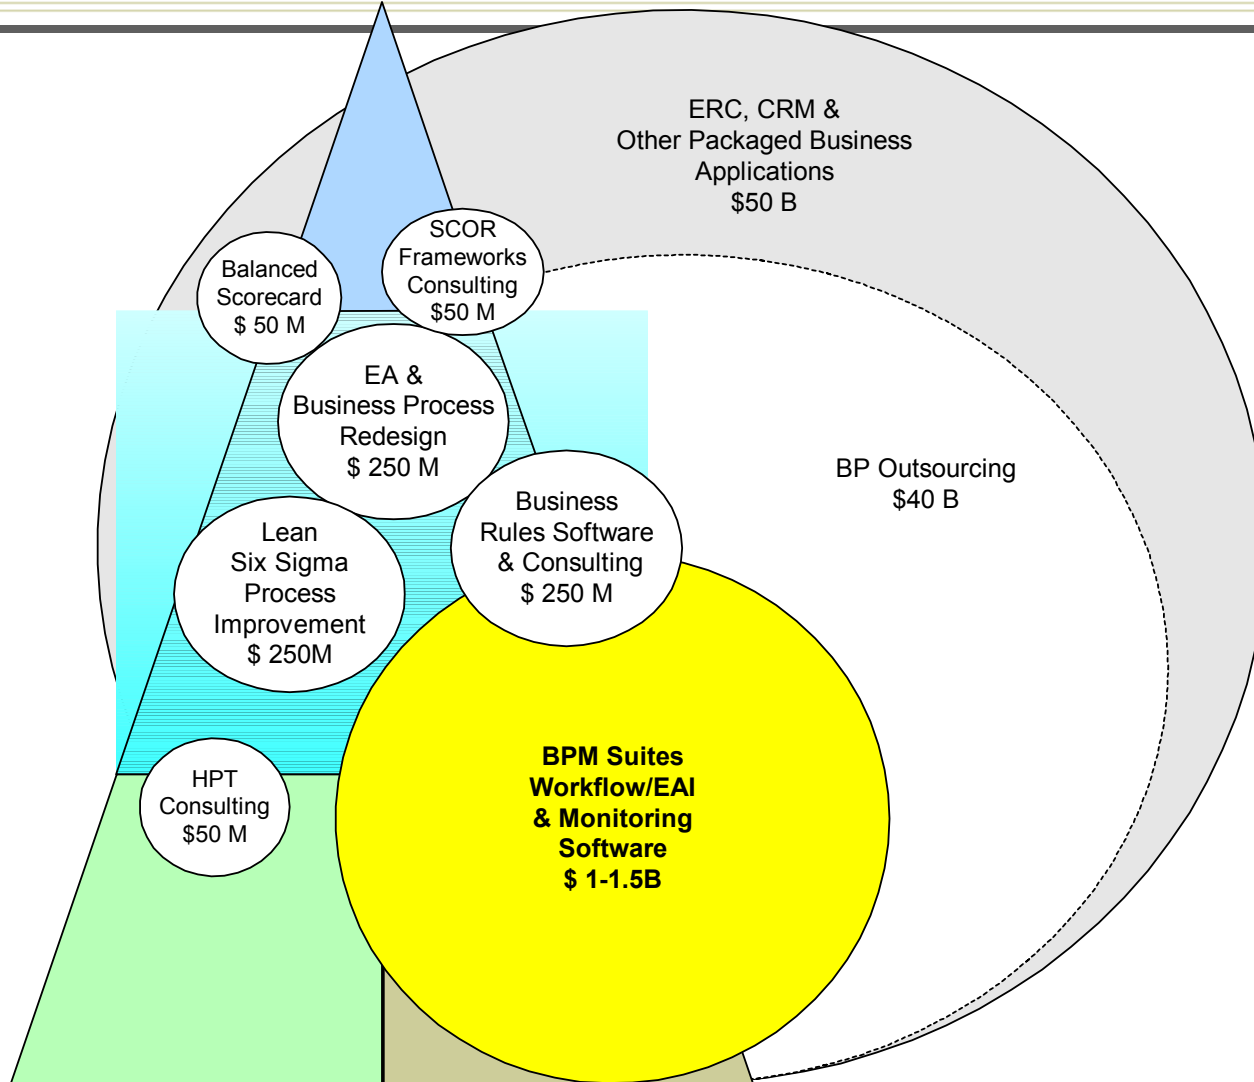 ERC, CRM &
Other Packaged Business
Applications
$50 B
SCOR
Frameworks
Consulting
$50 M
Balanced
Scorecard
$ 50 M
EA &
Business Process
Redesign
$ 250 M
BP Outsourcing
$40 B
Business
Rules Software
& Consulting
$ 250 M
Lean
Six Sigma
Process
Improvement
$ 250M
BPM Suites
Workflow/EAI
& Monitoring
Software
$ 1-1.5B
HPT
Consulting
$50 M